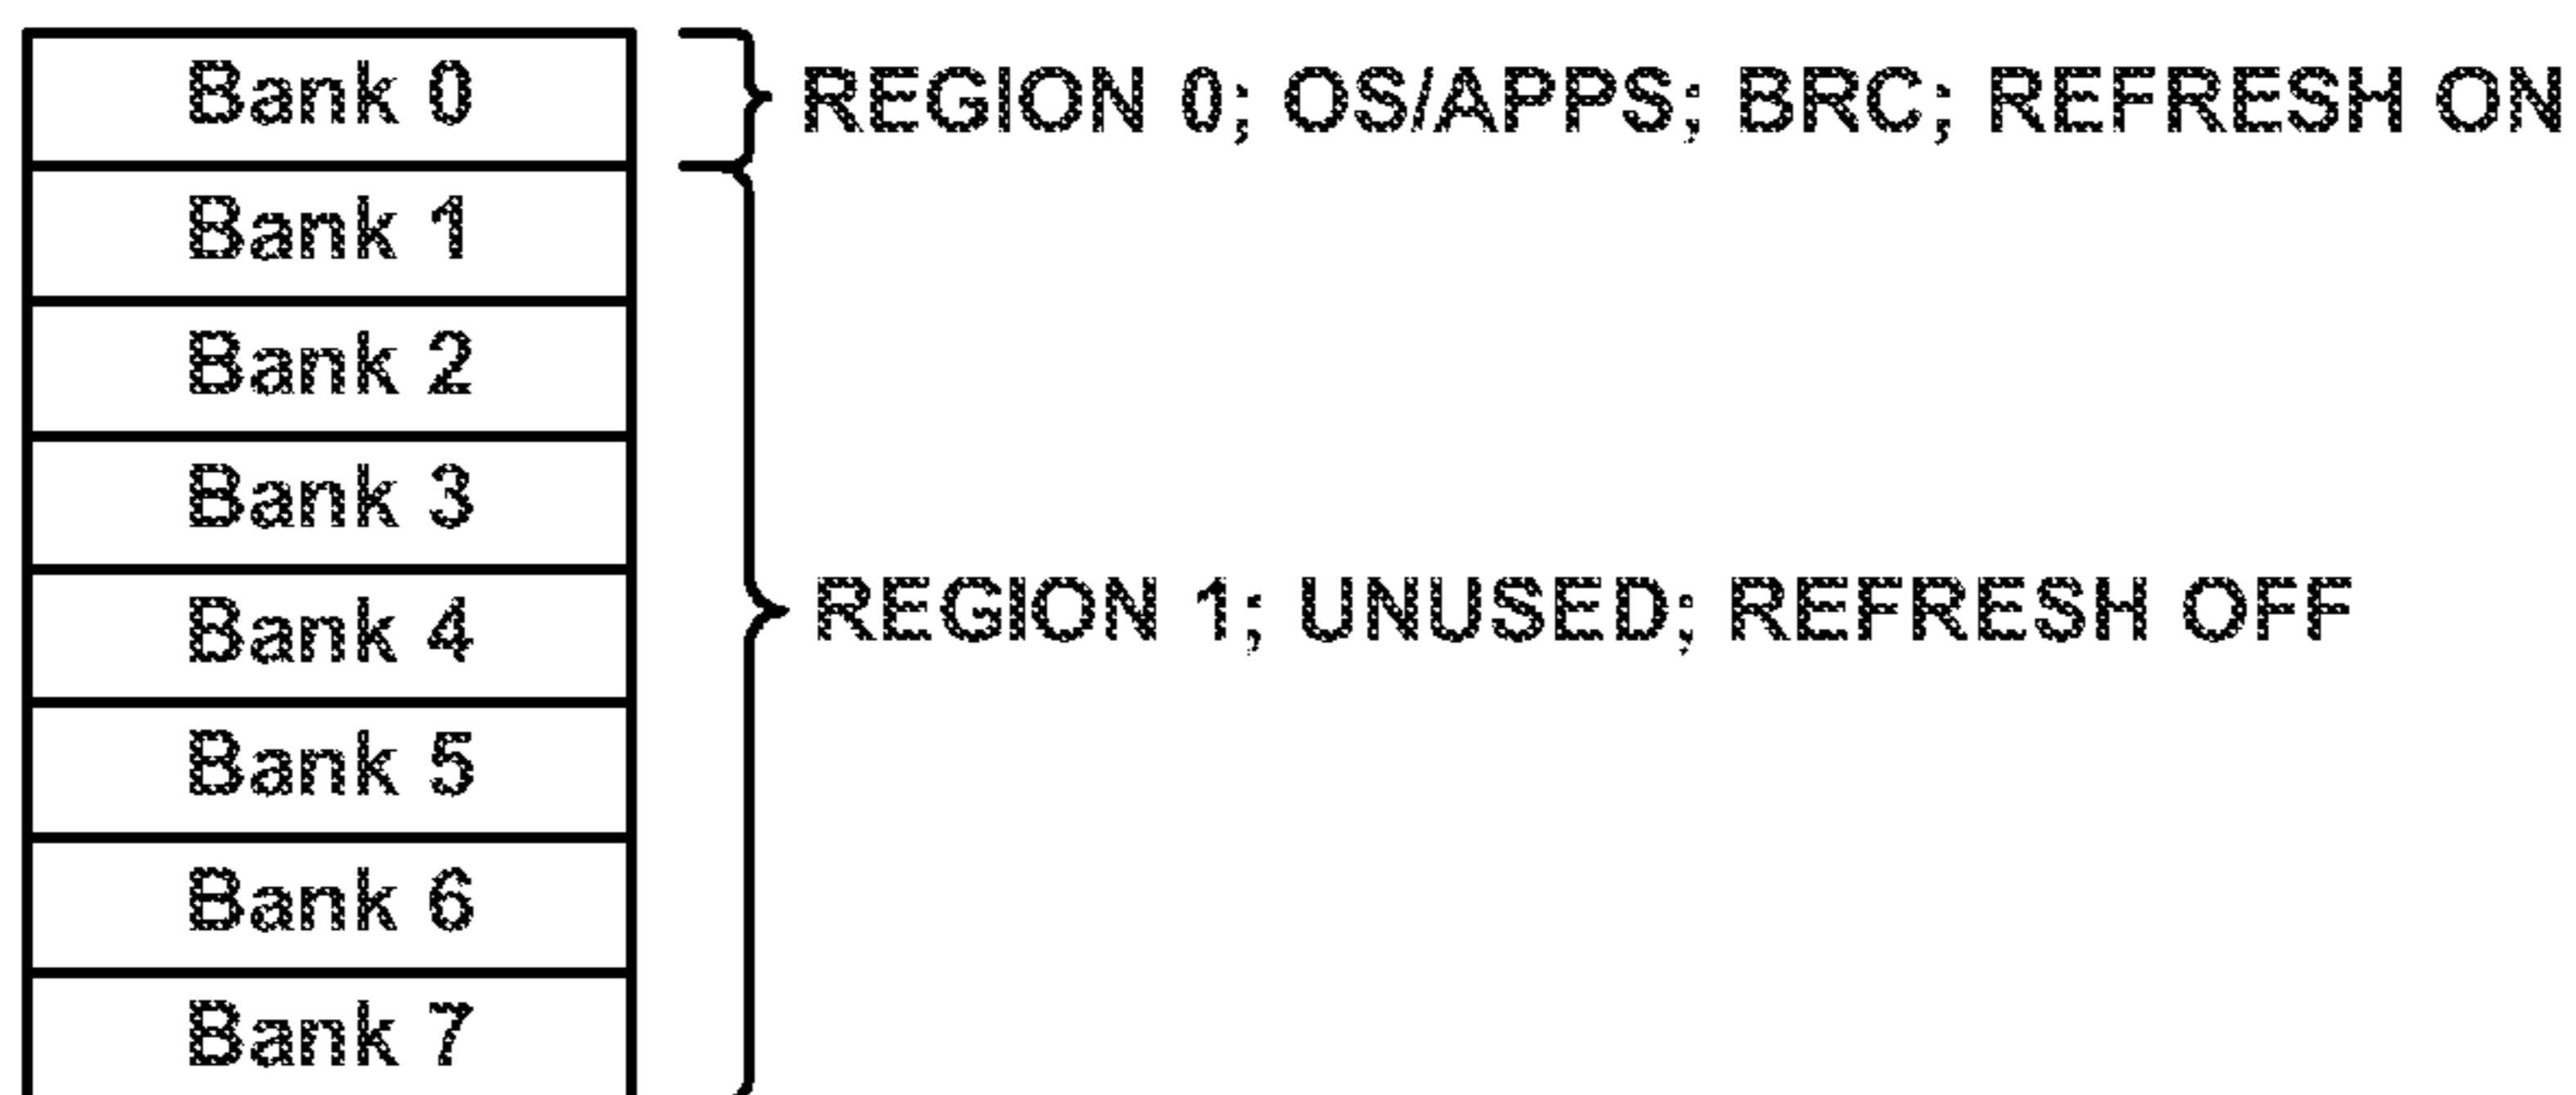 Bank 0
REGION 0; OS/APPS; BRC; REFRESH ON
Bank 1
Bank 2
Bank 3
Bank 4
REGION 1; UNUSED; REFRESH OFF
Bank 5
Bank 6
Bank 7